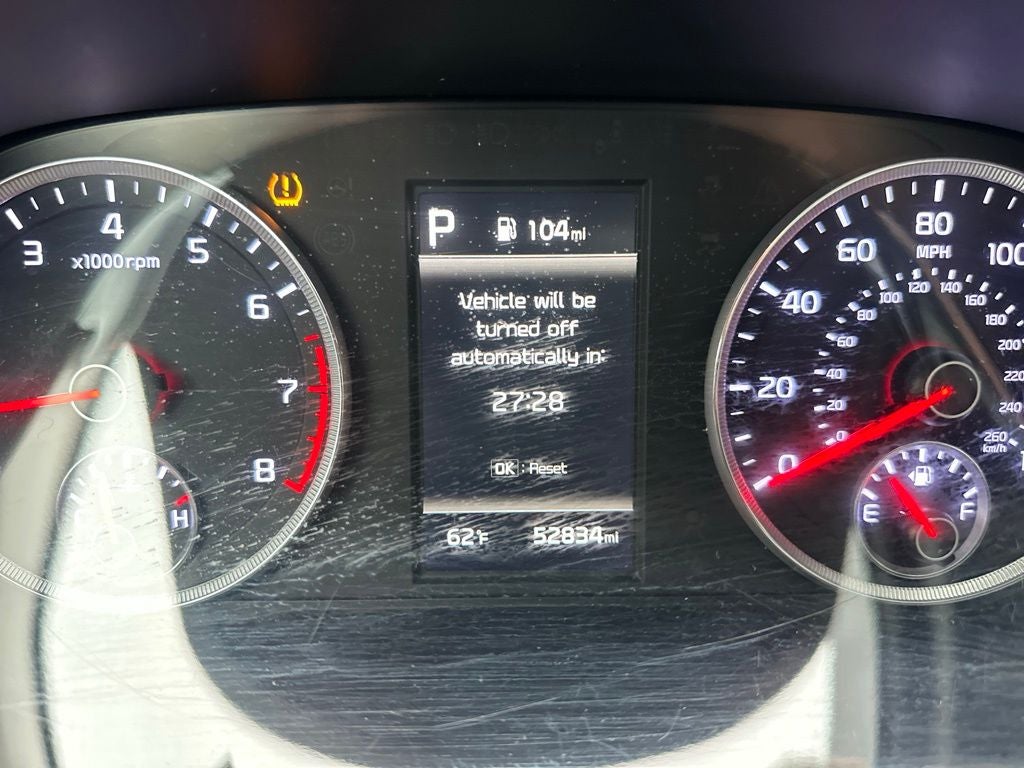 3
4
5
6
7
8
x1000rpm
H
P
104mi
Vehicle will be
turned off
automatically in:
27:28
OK : Reset
62°F
52834mi
0
20
40
60
80
100
MPH
0
20
40
60
80
100
120
140
160
180
200
220
240
260
km/h
E
F